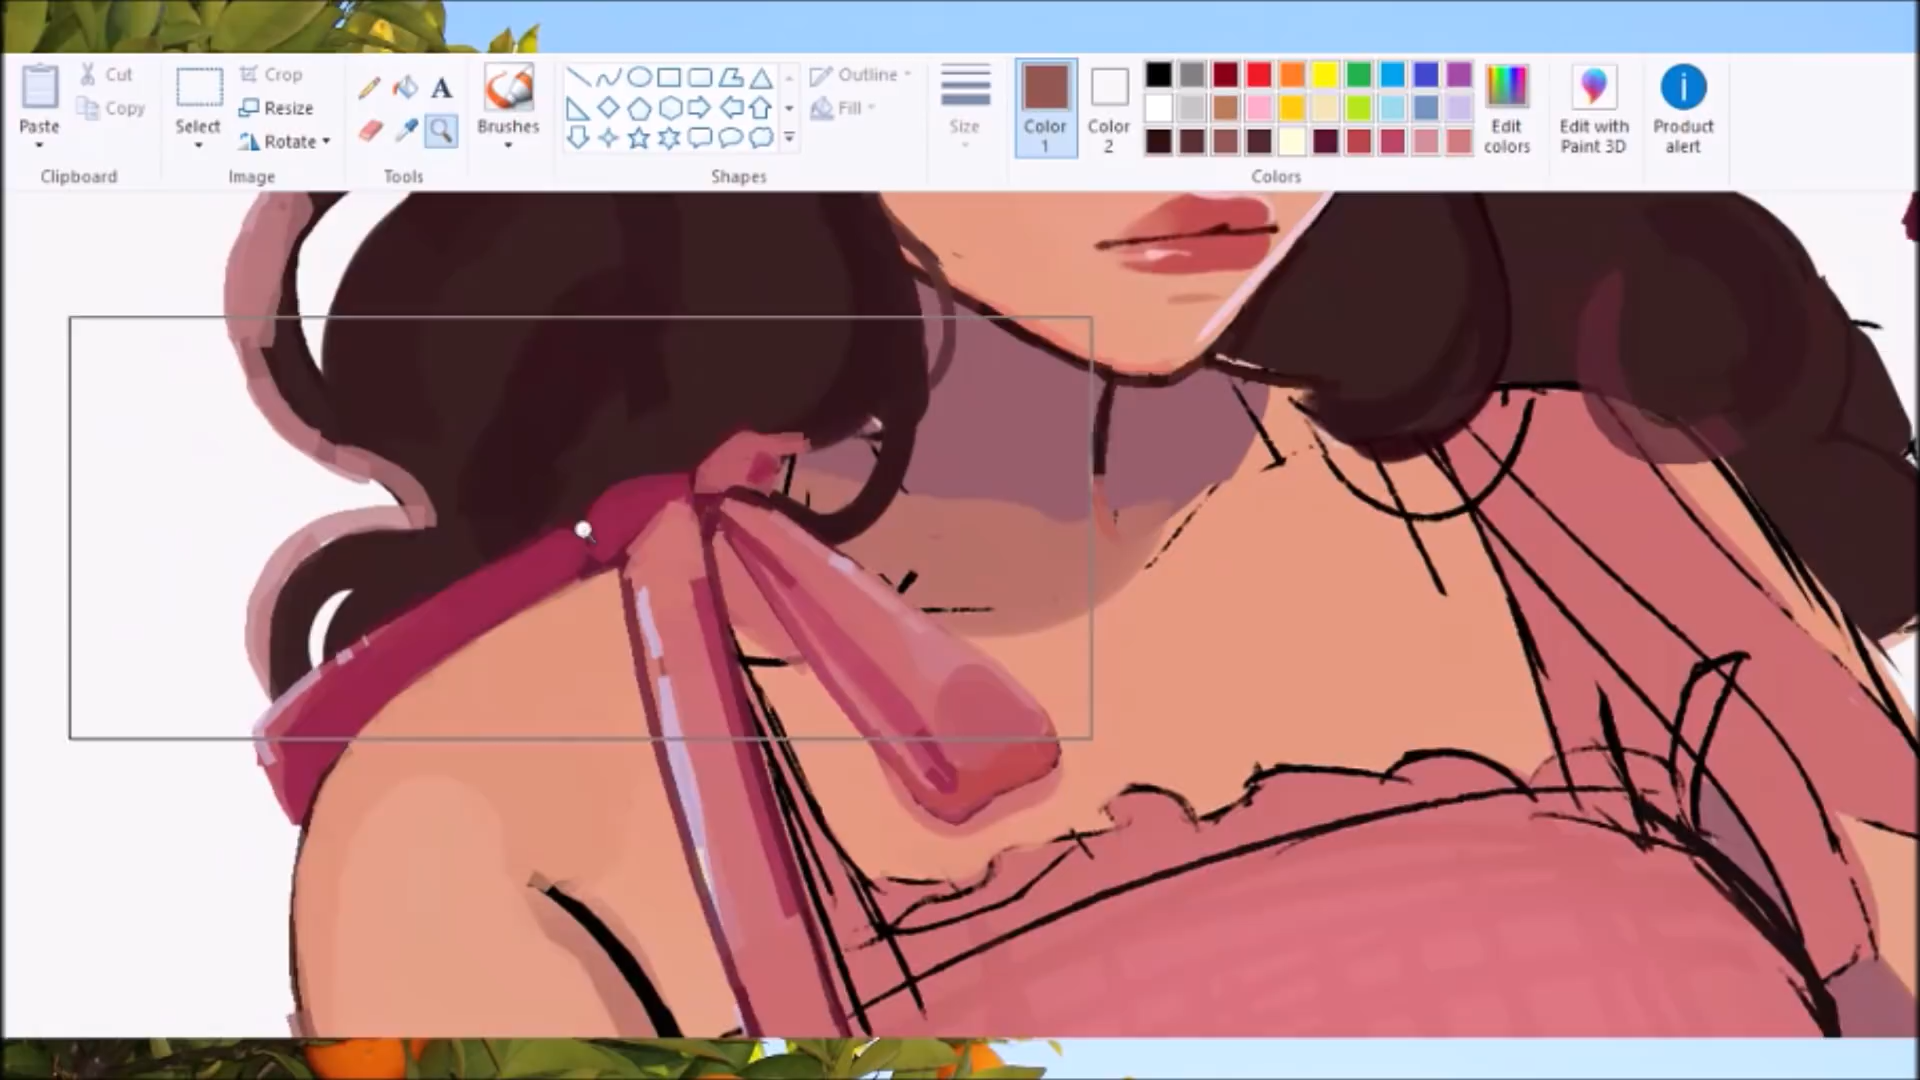 Paste
Cut
Copy
Clipboard
Select
Crop
Resize
Rotate
Image
A
Tools
Brushes
Shapes
Outline
Fill
Size
Color
1
Color
2
Colors
Edit
colors
Edit with
Paint 3D
Product
alert